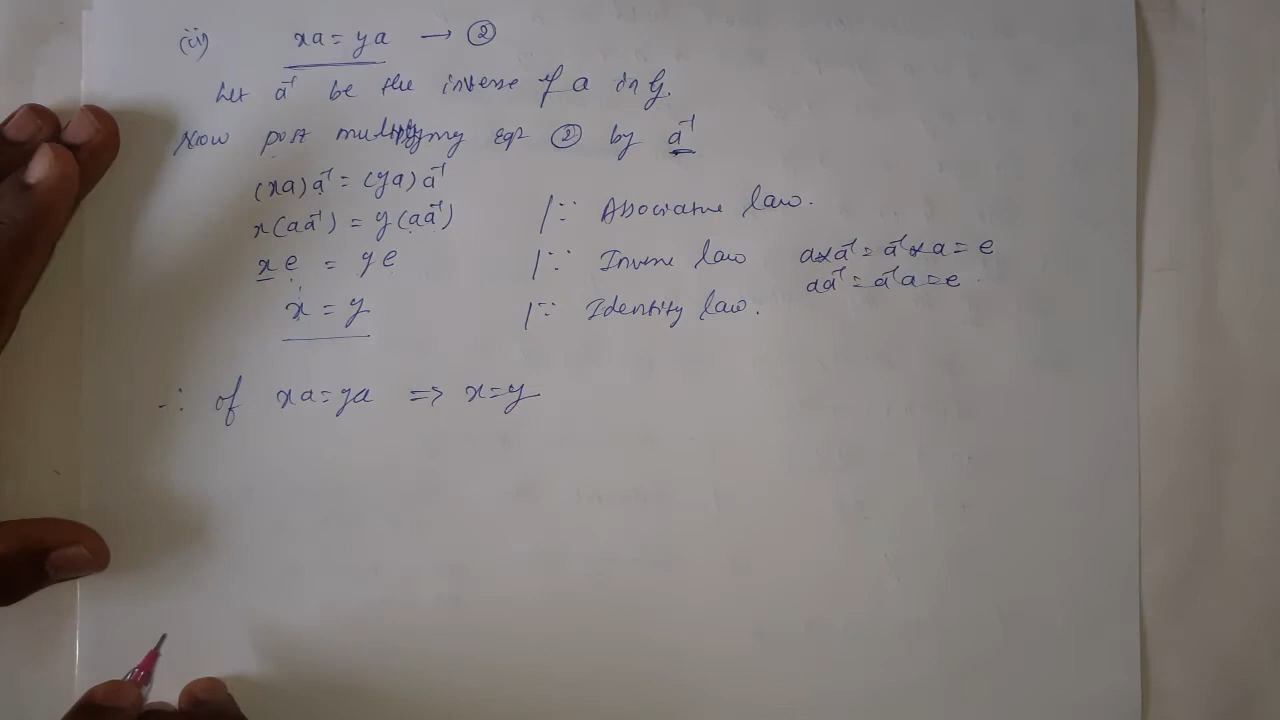 (ii) xa = ya → ②
Let a⁻¹ be the inverse of a in G.
Now post multiplying eqn ② by a⁻¹
(xa)a⁻¹ = (ya)a⁻¹
x(aa⁻¹) = y(aa⁻¹) |∵ Associative law.
xe = ye |∵ Inverse law a*a⁻¹ = a⁻¹*a = e
aa⁻¹ = a⁻¹a = e.
x = y |∵ Identity law.
∴ of xa = ya ⇒ x = y